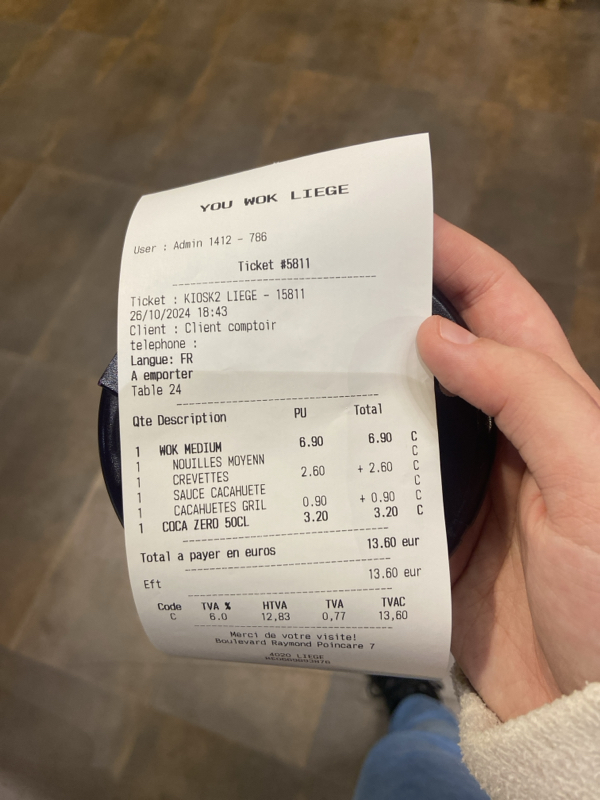 YOU WOK LIEGE
User : Admin 1412 - 786
Ticket #5811
Ticket : KIOSK2 LIEGE - 15811
26/10/2024 18:43
Client : Client comptoir
telephone :
Langue: FR
A emporter
Table 24
Qte Description PU Total
1 WOK MEDIUM 6.90 6.90 C
1 NOUILLES MOYENN C
1 CREVETTES 2.60 + 2.60 C
1 SAUCE CACAHUETE C
1 CACAHUETES GRIL 0.90 + 0.90 C
1 COCA ZERO 50CL 3.20 3.20 C
Total a payer en euros 13.60 eur
Eft 13.60 eur
Code TVA % HTVA TVA TVAC
C 6.0 12,83 0,77 13,60
Merci de votre visite!
Boulevard Raymond Poincare 7
4020 LIEGE